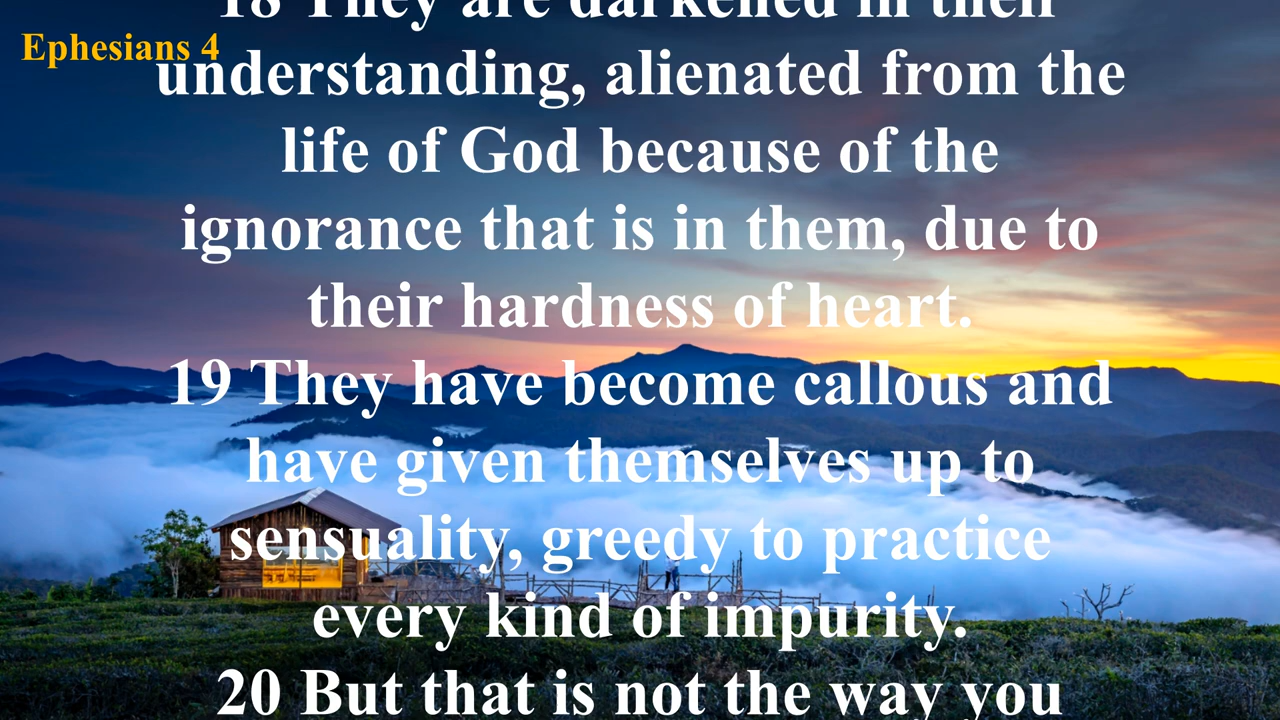 Ephesians 4
18 They are darkened in their
understanding, alienated from the
life of God because of the
ignorance that is in them, due to
their hardness of heart.
19 They have become callous and
have given themselves up to
sensuality, greedy to practice
every kind of impurity.
20 But that is not the way you